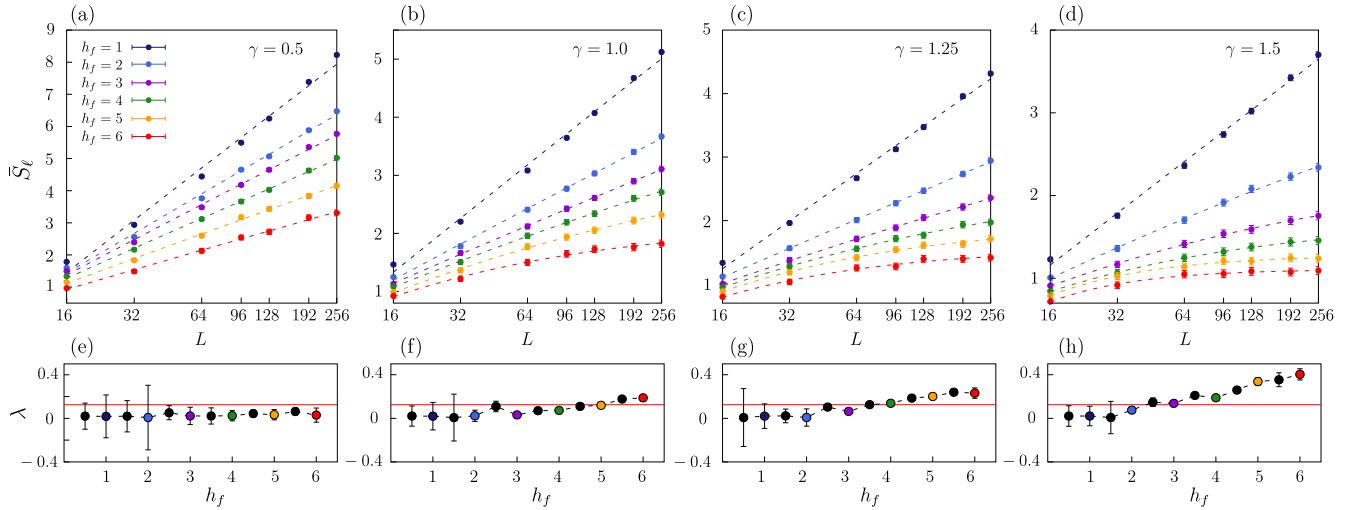 (a) (b) (c) (d)
γ = 0.5
γ = 1.0
γ = 1.25
γ = 1.5
h_f = 1
h_f = 2
h_f = 3
h_f = 4
h_f = 5
h_f = 6
S̄_ℓ
9
8
7
6
5
4
3
2
1
16 32 64 96 128 192 256
L
5
4
3
2
1
16 32 64 96 128 192 256
L
5
4
3
2
1
16 32 64 96 128 192 256
L
4
3
2
1
16 32 64 96 128 192 256
L
(e) (f) (g) (h)
λ
0.4
0
−0.4
1 2 3 4 5 6
h_f
0.4
0
−0.4
1 2 3 4 5 6
h_f
0.4
0
−0.4
1 2 3 4 5 6
h_f
0.4
0
−0.4
1 2 3 4 5 6
h_f